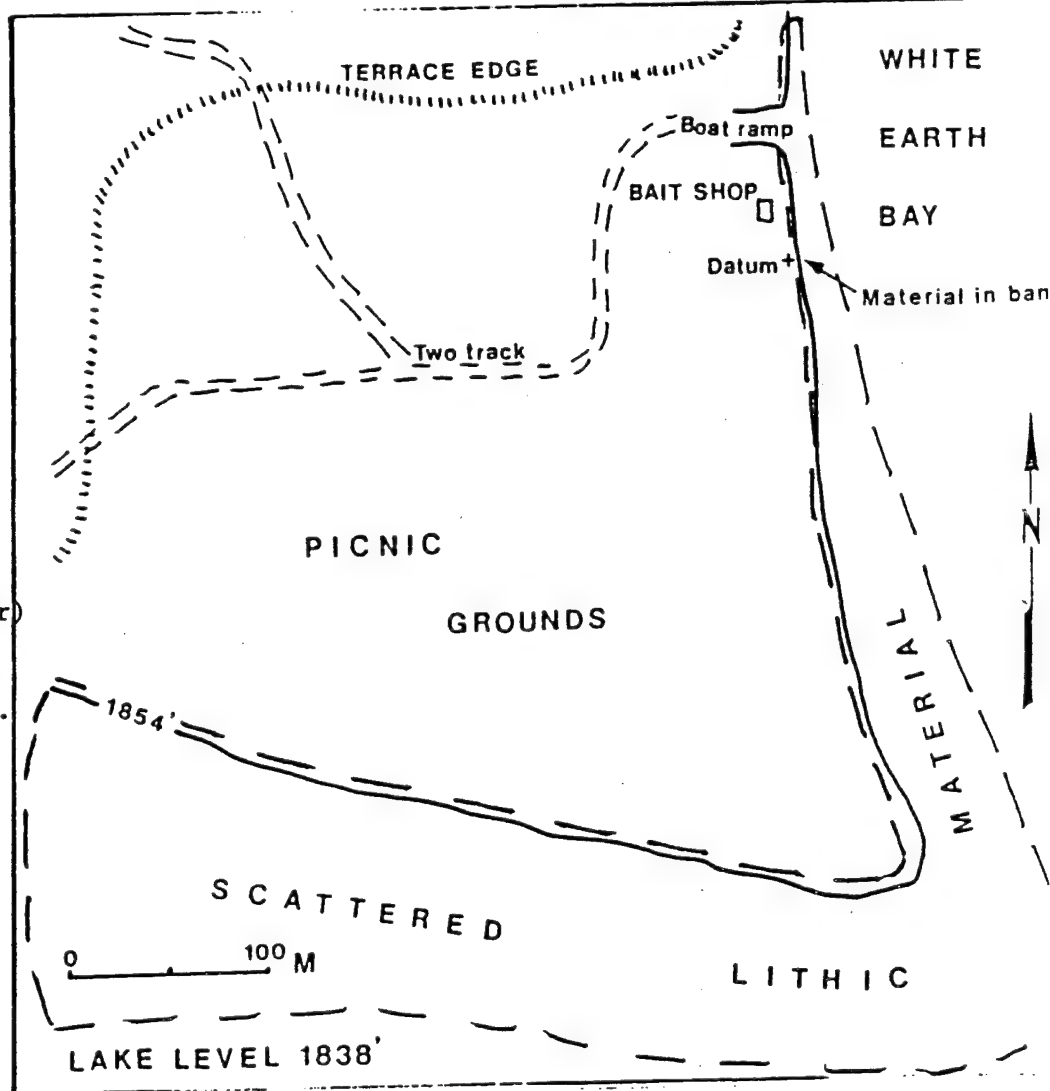 WHITE
TERRACE EDGE
Boat ramp
EARTH
BAIT SHOP
BAY
Datum +
Material in ban
Two track
N
PICNIC
GROUNDS
MATERIAL
1854'
SCATTERED
0 100 M
LITHIC
LAKE LEVEL 1838'